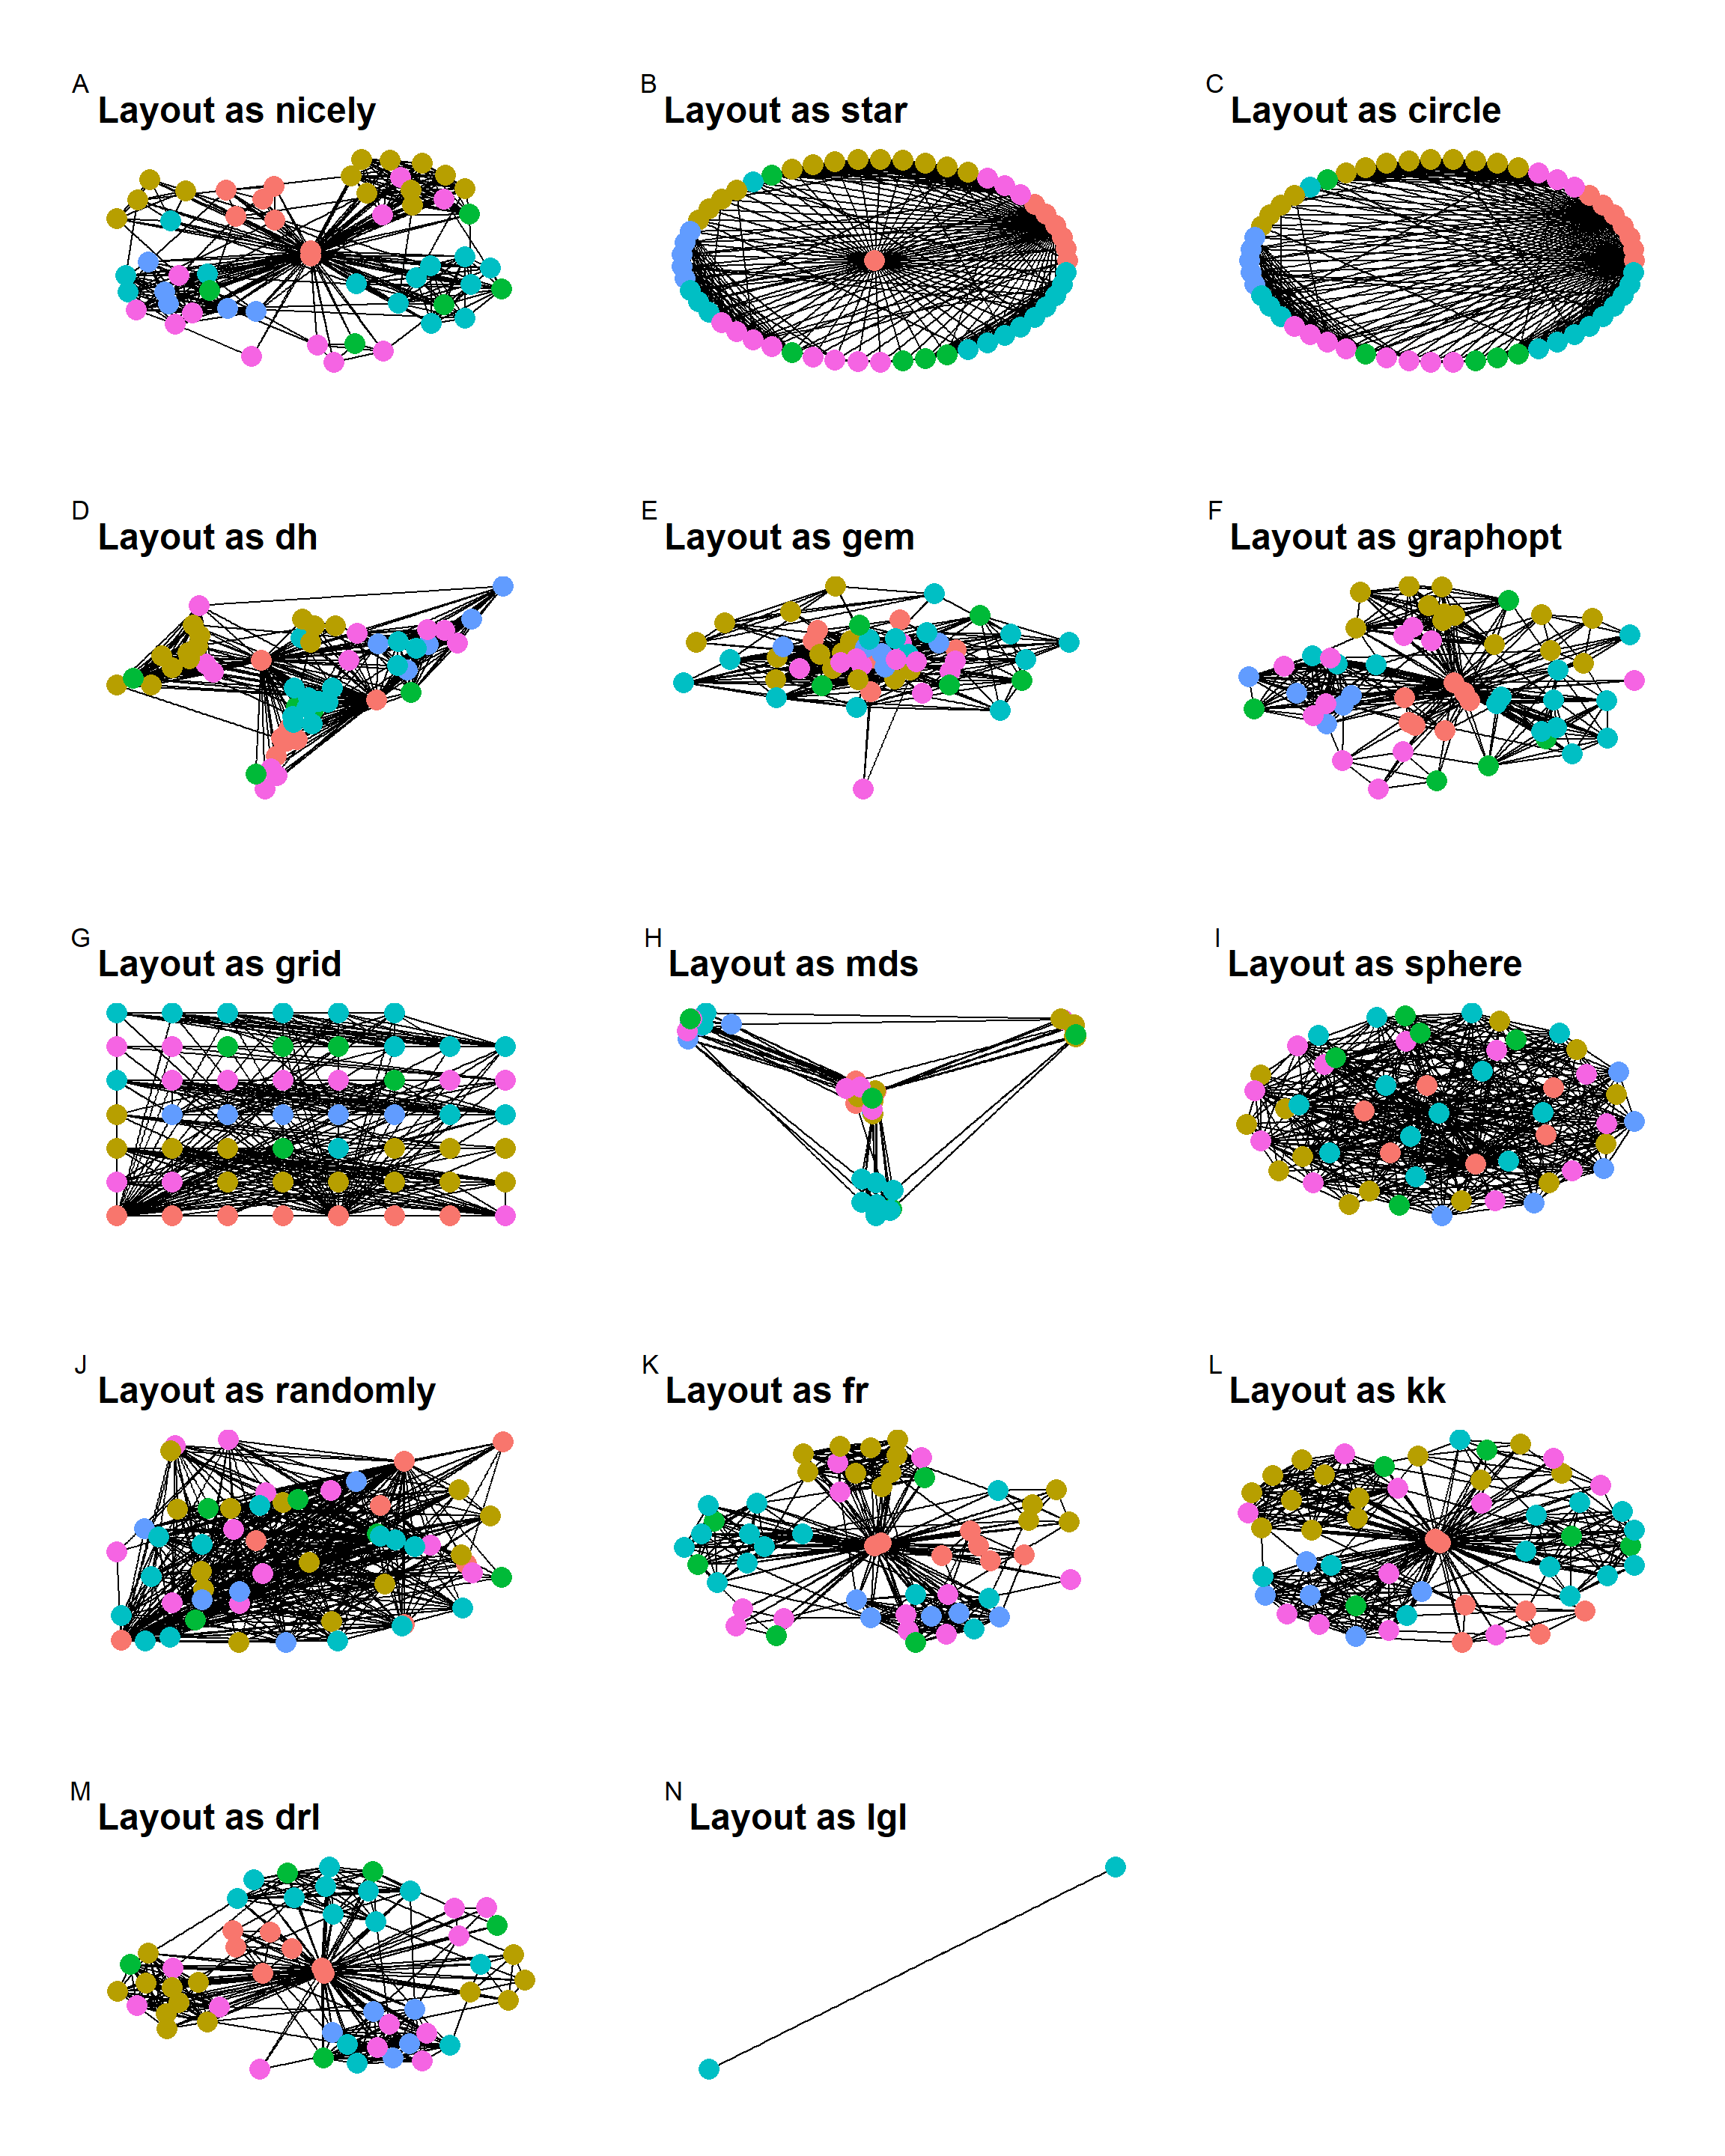 A
Layout as nicely
B
Layout as star
C
Layout as circle
D
Layout as dh
E
Layout as gem
F
Layout as graphopt
G
Layout as grid
H
Layout as mds
I
Layout as sphere
J
Layout as randomly
K
Layout as fr
L
Layout as kk
M
Layout as drl
N
Layout as lgl